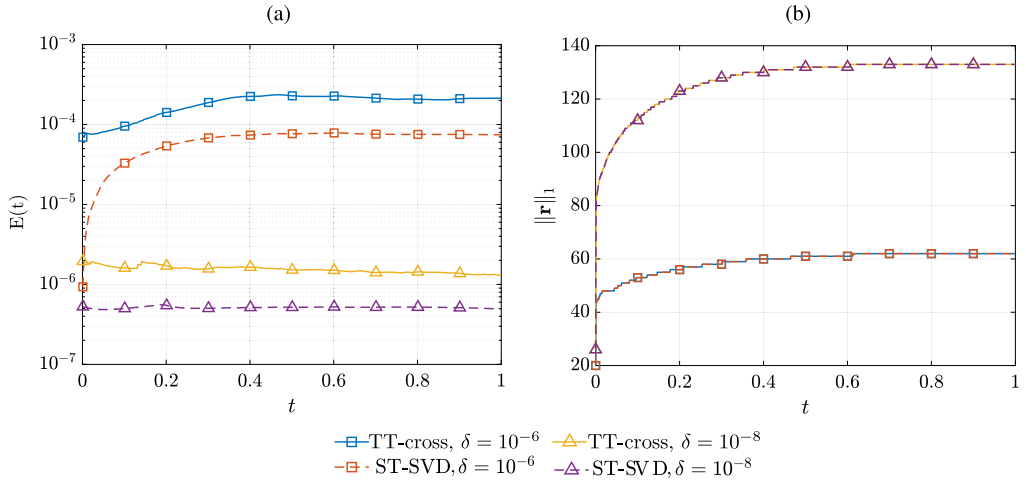 (a)
(b)
10^{-3}
10^{-4}
10^{-5}
10^{-6}
10^{-7}
E(t)
0 0.2 0.4 0.6 0.8 1
t
140
120
100
80
60
40
20
‖r‖₁
0 0.2 0.4 0.6 0.8 1
t
TT-cross, δ = 10^{-6}
TT-cross, δ = 10^{-8}
ST-SVD, δ = 10^{-6}
ST-SVD, δ = 10^{-8}